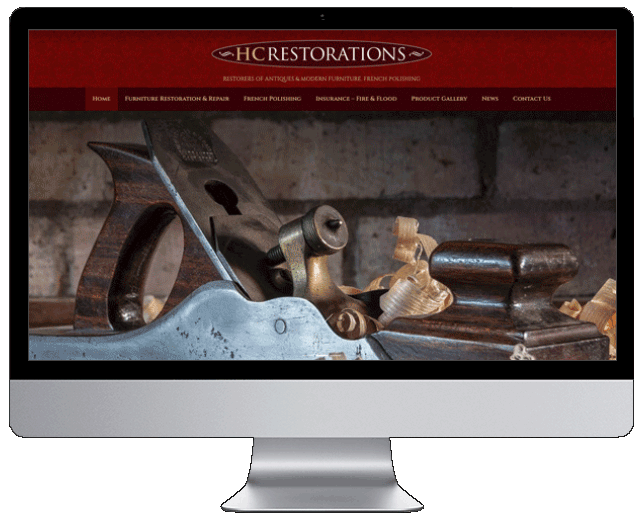 HC RESTORATIONS
RESTORERS OF ANTIQUES & MODERN FURNITURE. FRENCH POLISHING
Home Furniture Restoration & Repair French Polishing Insurance – Fire & Flood Product Gallery News Contact Us